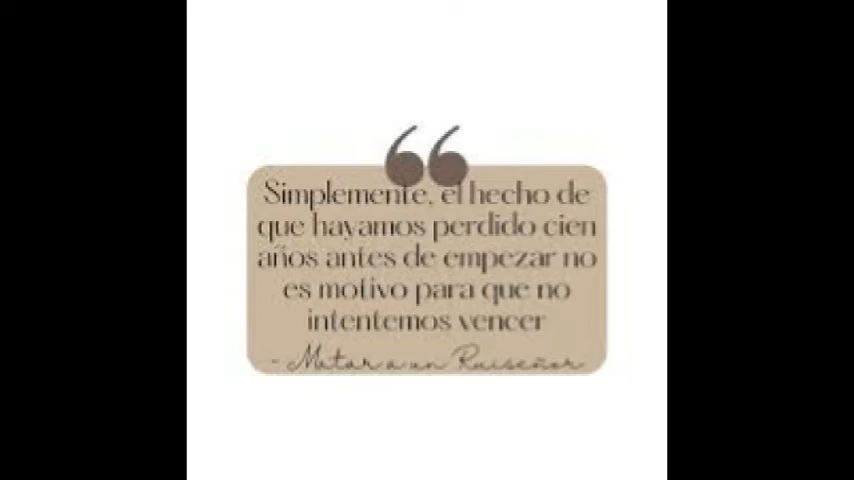 Simplemente, el hecho de
que hayamos perdido cien
años antes de empezar no
es motivo para que no
intentemos vencer
- Matar a un Ruiseñor